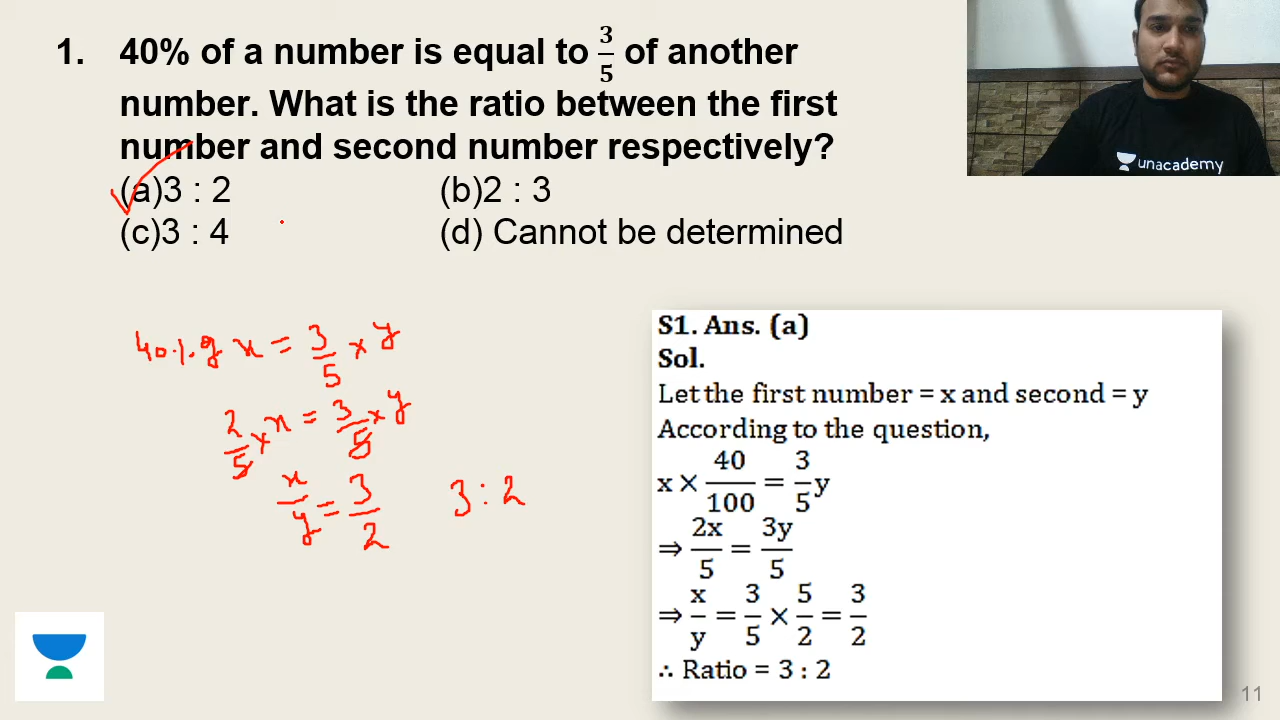 1. 40% of a number is equal to 3/5 of another
number. What is the ratio between the first
number and second number respectively?
(a)3 : 2 (b)2 : 3
(c)3 : 4 (d) Cannot be determined
unacademy
40% of x = 3/5 × y
2/5 × x = 3/5 × y
x/y = 3/2 3 : 2
S1. Ans. (a)
Sol.
Let the first number = x and second = y
According to the question,
x × 40/100 = 3/5 y
⇒ 2x/5 = 3y/5
⇒ x/y = 3/5 × 5/2 = 3/2
∴ Ratio = 3 : 2
11